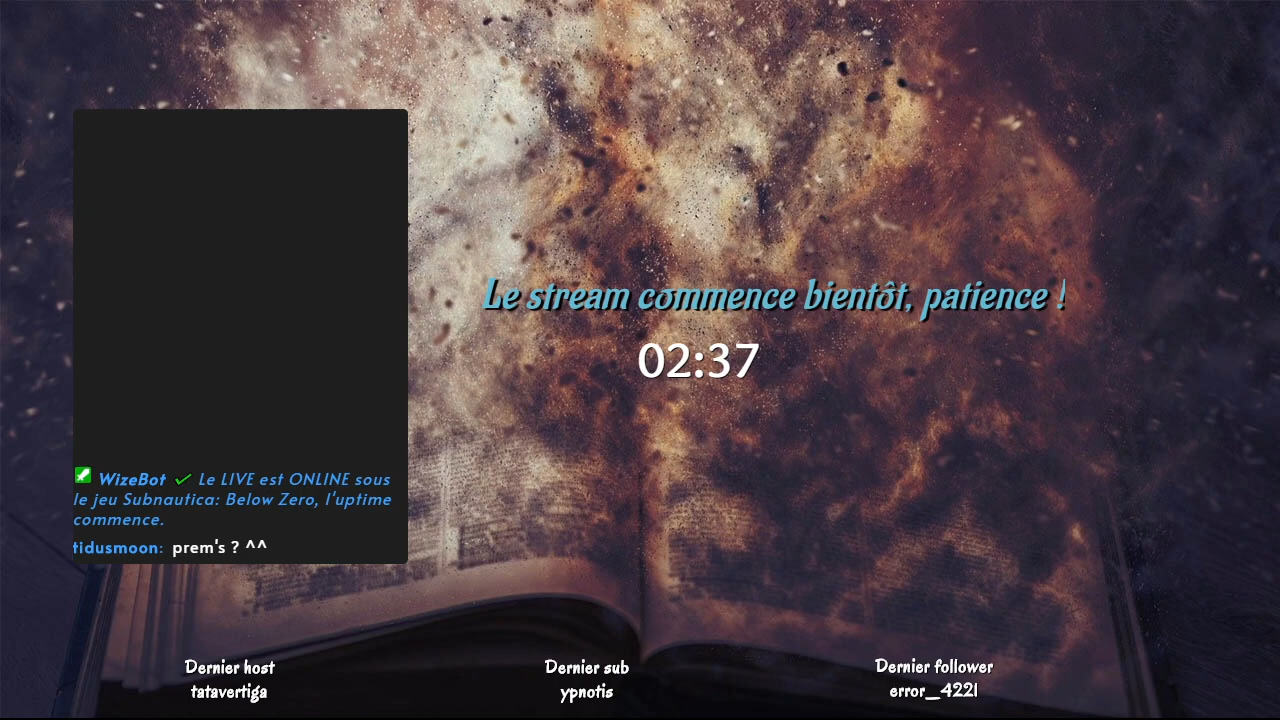 Le stream commence bientôt, patience !
02:37
WizeBot Le LIVE est ONLINE sous
le jeu Subnautica: Below Zero, l'uptime
commence.
tidusmoon: prem's ? ^^
Dernier host
tatavertiga
Dernier sub
ypnotis
Dernier follower
error_4221